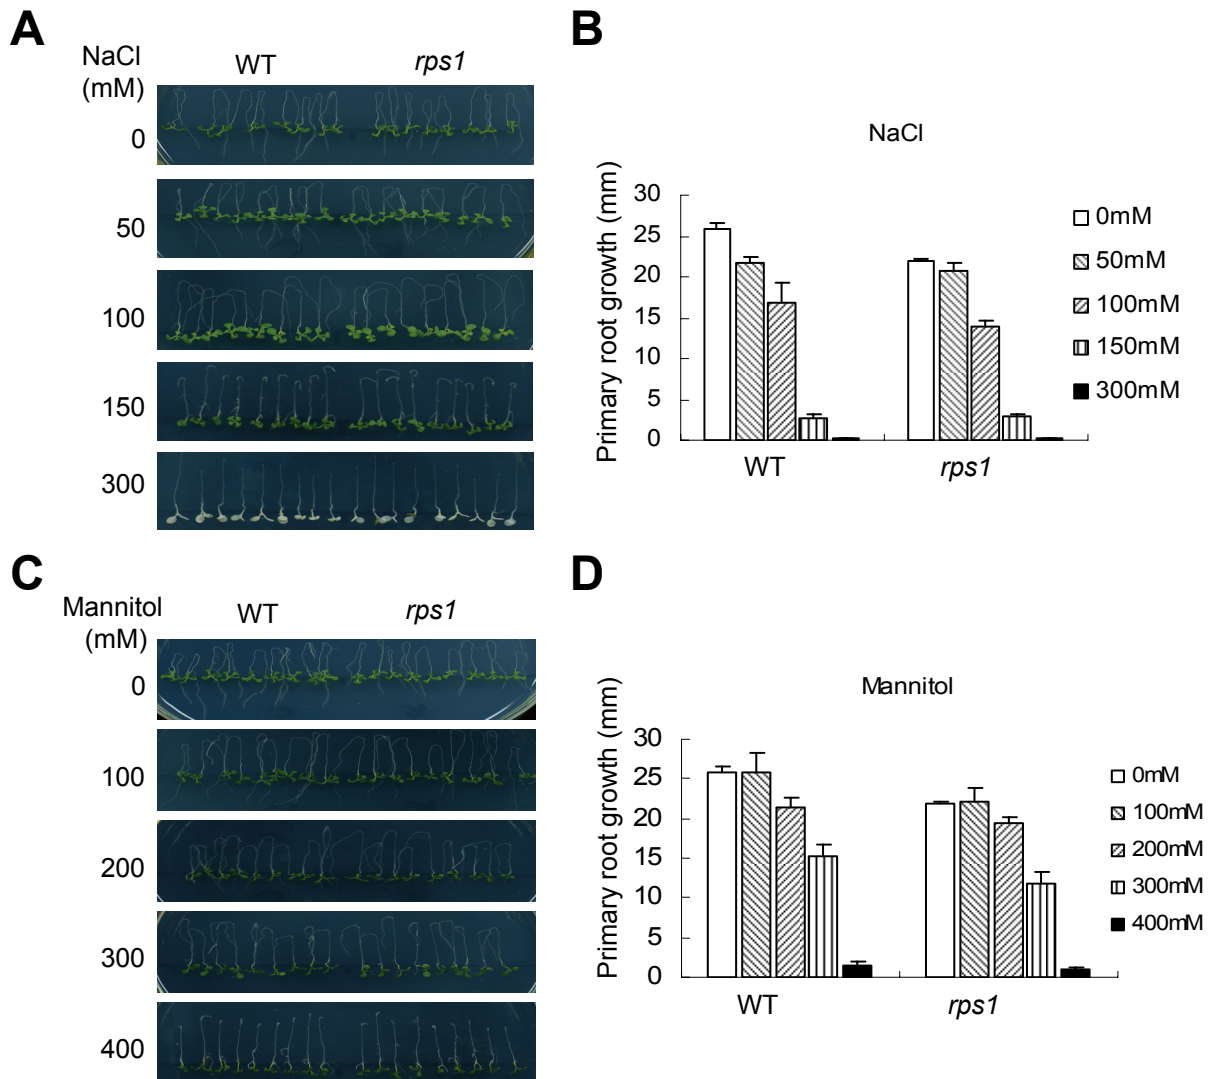 A
NaCl
(mM)
WT
rps1
0
50
100
150
300
B
NaCl
Primary root growth (mm)
30
25
20
15
10
5
0
WT
rps1
0mM
50mM
100mM
150mM
300mM
C
Mannitol
(mM)
WT
rps1
0
100
200
300
400
D
Mannitol
Primary root growth (mm)
30
25
20
15
10
5
0
WT
rps1
0mM
100mM
200mM
300mM
400mM